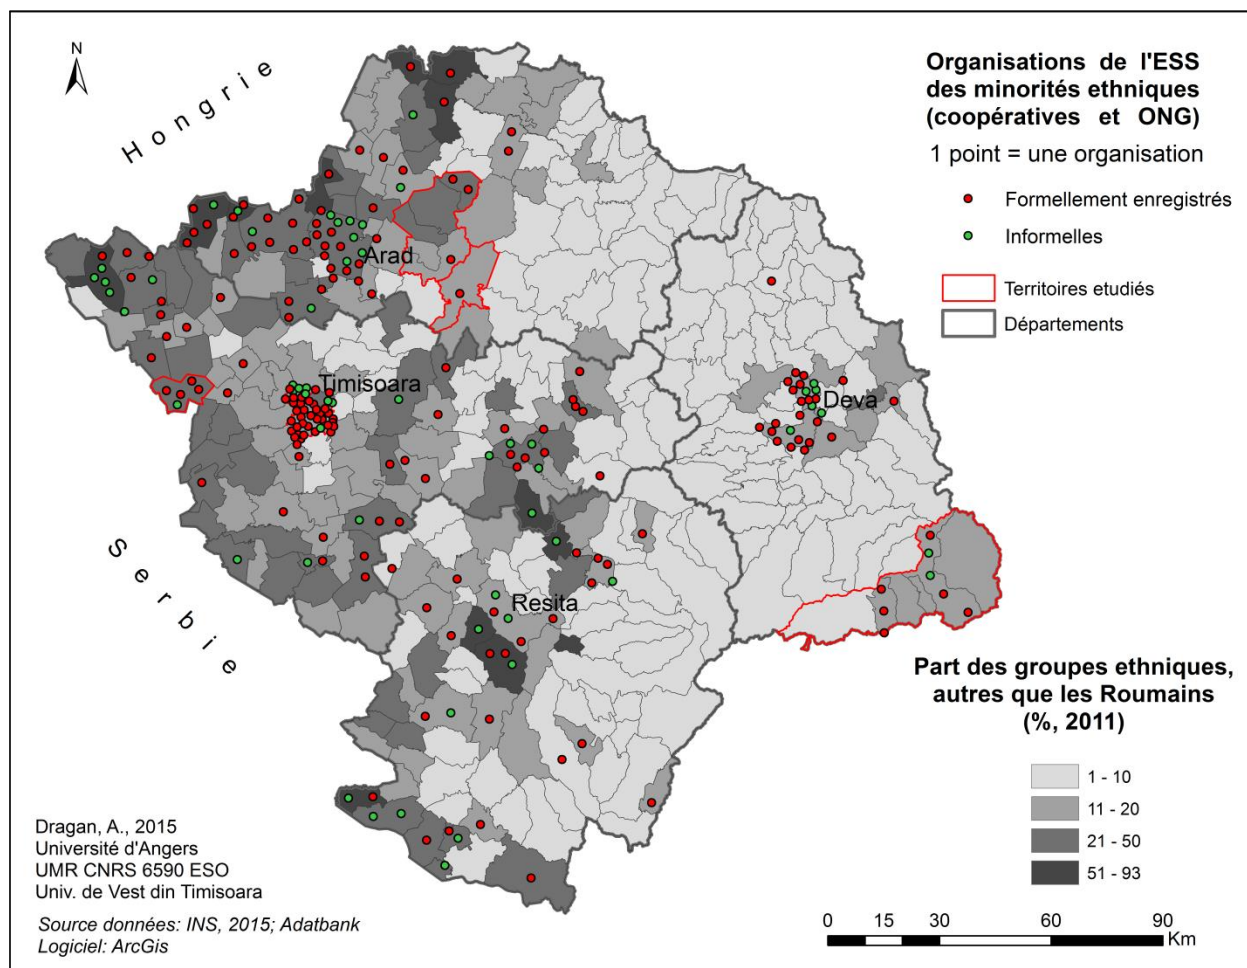 N
Hongrie
Serbie
Organisations de l'ESS
des minorités ethniques
(coopératives et ONG)
1 point = une organisation
Formellement enregistrés
Informelles
Territoires etudiés
Départements
Arad
Timisoara
Deva
Resita
Part des groupes ethniques,
autres que les Roumains
(%, 2011)
1 - 10
11 - 20
21 - 50
51 - 93
Dragan, A., 2015
Université d'Angers
UMR CNRS 6590 ESO
Univ. de Vest din Timisoara
Source données: INS, 2015; Adatbank
Logiciel: ArcGis
0 15 30 60 90
Km